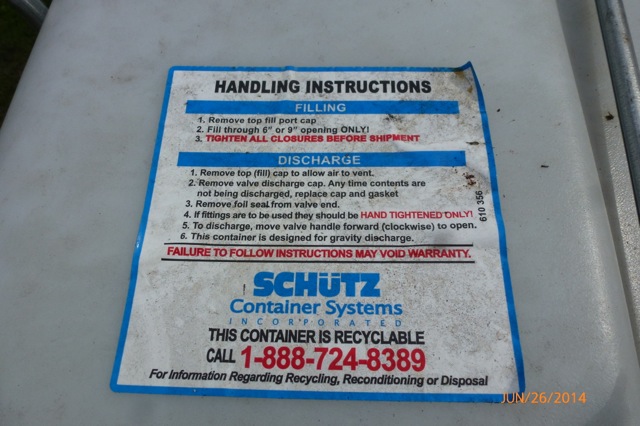 HANDLING INSTRUCTIONS
FILLING
1. Remove top fill port cap
2. Fill through 6" or 9" opening ONLY!
3. TIGHTEN ALL CLOSURES BEFORE SHIPMENT
DISCHARGE
1. Remove top (fill) cap to allow air to vent.
2. Remove valve discharge cap. Any time contents are
not being discharged, replace cap and gasket
3. Remove foil seal from valve end.
4. If fittings are to be used they should be HAND TIGHTENED ONLY!
5. To discharge, move valve handle forward (clockwise) to open.
6. This container is designed for gravity discharge.
610 356
FAILURE TO FOLLOW INSTRUCTIONS MAY VOID WARRANTY.
SCHÜTZ
Container Systems
INCORPORATED
THIS CONTAINER IS RECYCLABLE
CALL 1-888-724-8389
For Information Regarding Recycling, Reconditioning or Disposal
JUN/26/2014